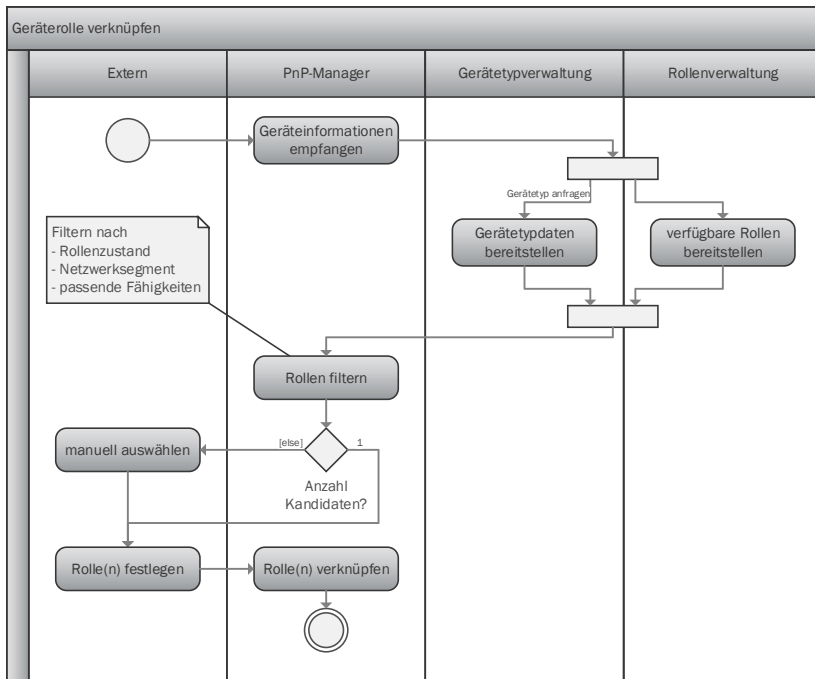 Geräterolle verknüpfen
Extern
PnP-Manager
Gerätetypverwaltung
Rollenverwaltung
Geräteinformationen
empfangen
Gerätetyp anfragen
Gerätetypdaten
bereitstellen
verfügbare Rollen
bereitstellen
Filtern nach
- Rollenzustand
- Netzwerksegment
- passende Fähigkeiten
Rollen filtern
[else]
1
manuell auswählen
Anzahl
Kandidaten?
Rolle(n) festlegen
Rolle(n) verknüpfen